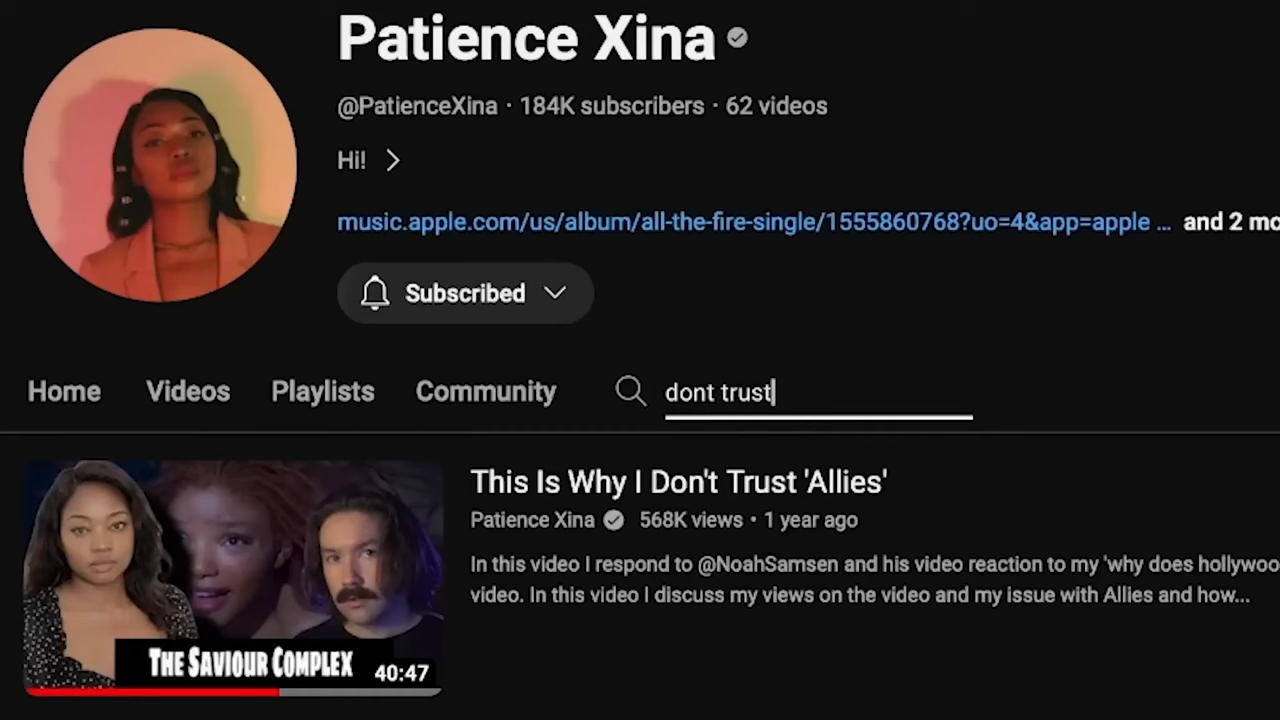 Patience Xina
@PatienceXina · 184K subscribers · 62 videos
Hi!
music.apple.com/us/album/all-the-fire-single/1555860768?uo=4&app=apple ... and 2 mo
Subscribed
Home Videos Playlists Community dont trust
This Is Why I Don't Trust 'Allies'
Patience Xina 568K views • 1 year ago
In this video I respond to @NoahSamsen and his video reaction to my 'why does hollywoo
video. In this video I discuss my views on the video and my issue with Allies and how...
THE SAVIOUR COMPLEX
40:47